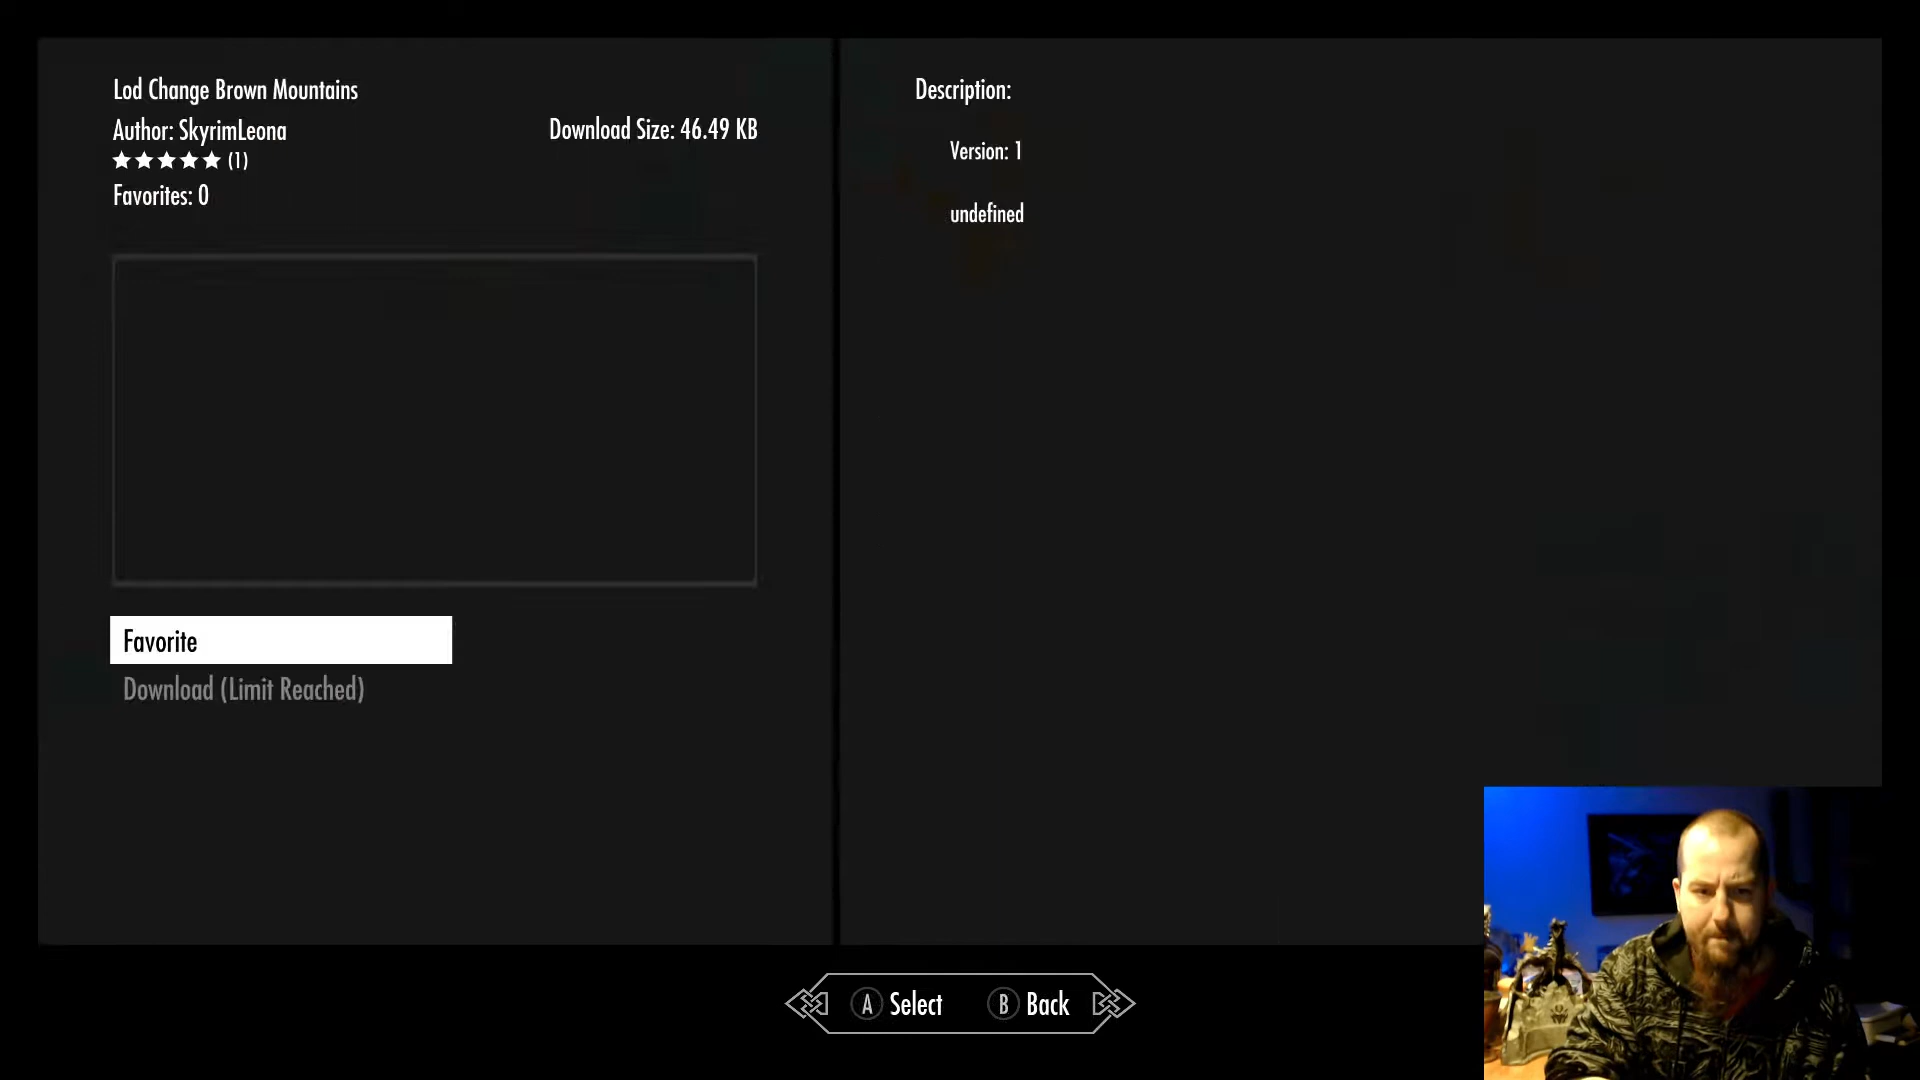 Lod Change Brown Mountains
Author: SkyrimLeona
Download Size: 46.49 KB
(1)
Favorites: 0
Favorite
Download (Limit Reached)
Description:
Version: 1
undefined
A Select B Back